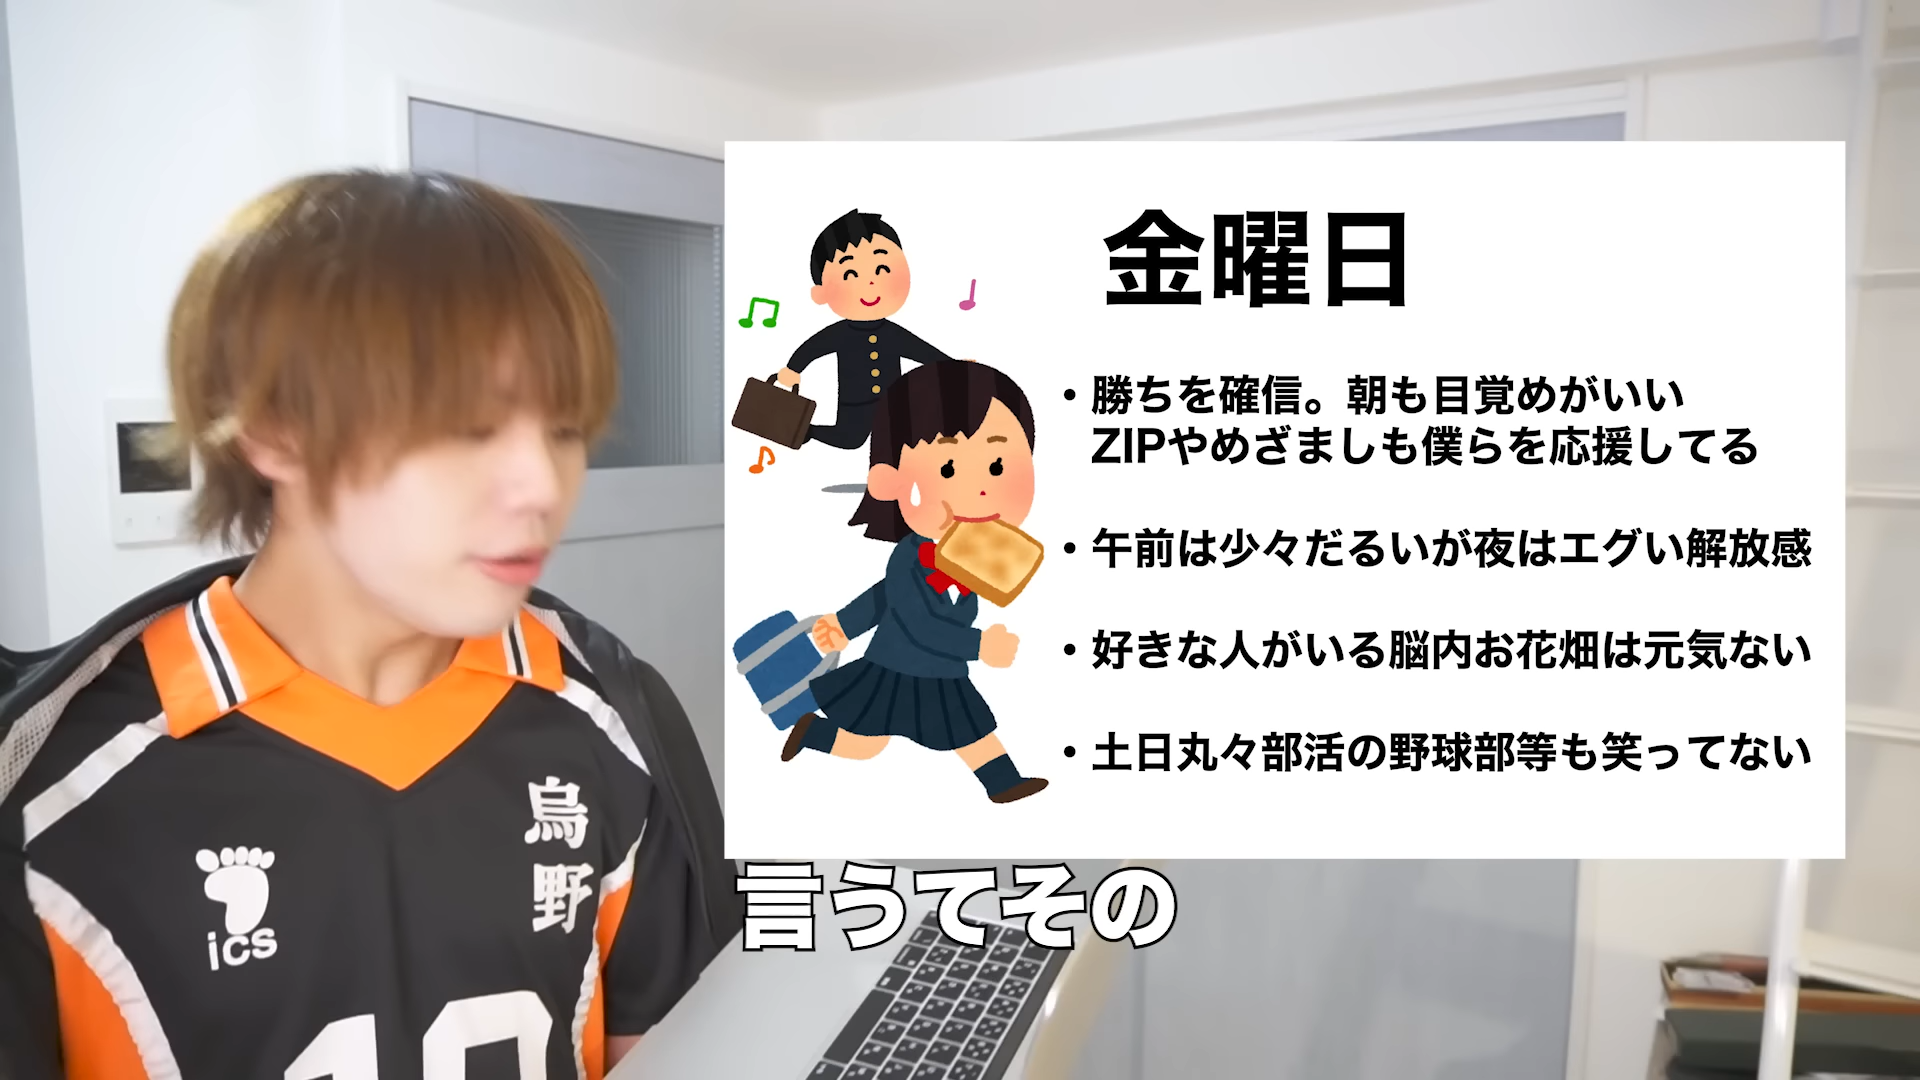 金曜日
・勝ちを確信。朝も目覚めがいい
ZIPやめざましも僕らを応援してる
・午前は少々だるいが夜はエグい解放感
・好きな人がいる脳内お花畑は元気ない
・土日丸々部活の野球部等も笑ってない
言うてその
烏野
ics
10